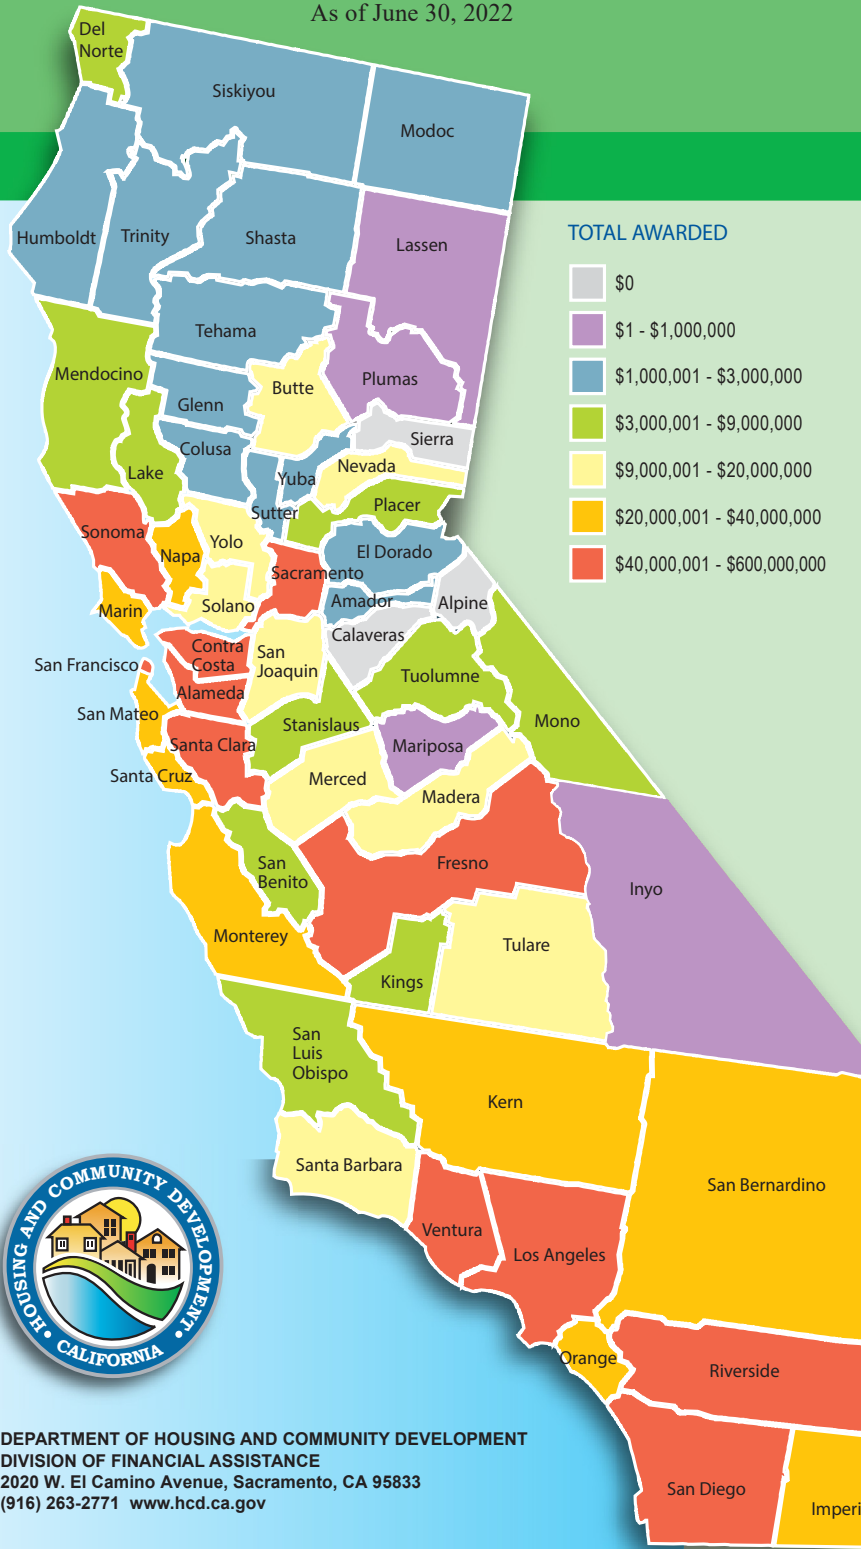 As of June 30, 2022
Del
Norte
Siskiyou
Modoc
Humboldt
Trinity
Shasta
Lassen
TOTAL AWARDED
$0
$1 - $1,000,000
$1,000,001 - $3,000,000
$3,000,001 - $9,000,000
$9,000,001 - $20,000,000
$20,000,001 - $40,000,000
$40,000,001 - $600,000,000
Tehama
Mendocino
Glenn
Butte
Plumas
Colusa
Sierra
Lake
Yuba
Nevada
Sutter
Placer
Sonoma
Napa
Yolo
El Dorado
Sacramento
Marin
Solano
Amador
Alpine
Calaveras
Contra
Costa
San
Joaquin
San Francisco
Alameda
Tuolumne
San Mateo
Stanislaus
Mono
Santa Clara
Mariposa
Santa Cruz
Merced
Madera
San
Benito
Fresno
Inyo
Monterey
Tulare
Kings
San
Luis
Obispo
Kern
Santa Barbara
San Bernardino
Ventura
Los Angeles
Orange
Riverside
San Diego
Imperi
HOUSING AND COMMUNITY DEVELOPMENT
CALIFORNIA
DEPARTMENT OF HOUSING AND COMMUNITY DEVELOPMENT
DIVISION OF FINANCIAL ASSISTANCE
2020 W. El Camino Avenue, Sacramento, CA 95833
(916) 263-2771 www.hcd.ca.gov